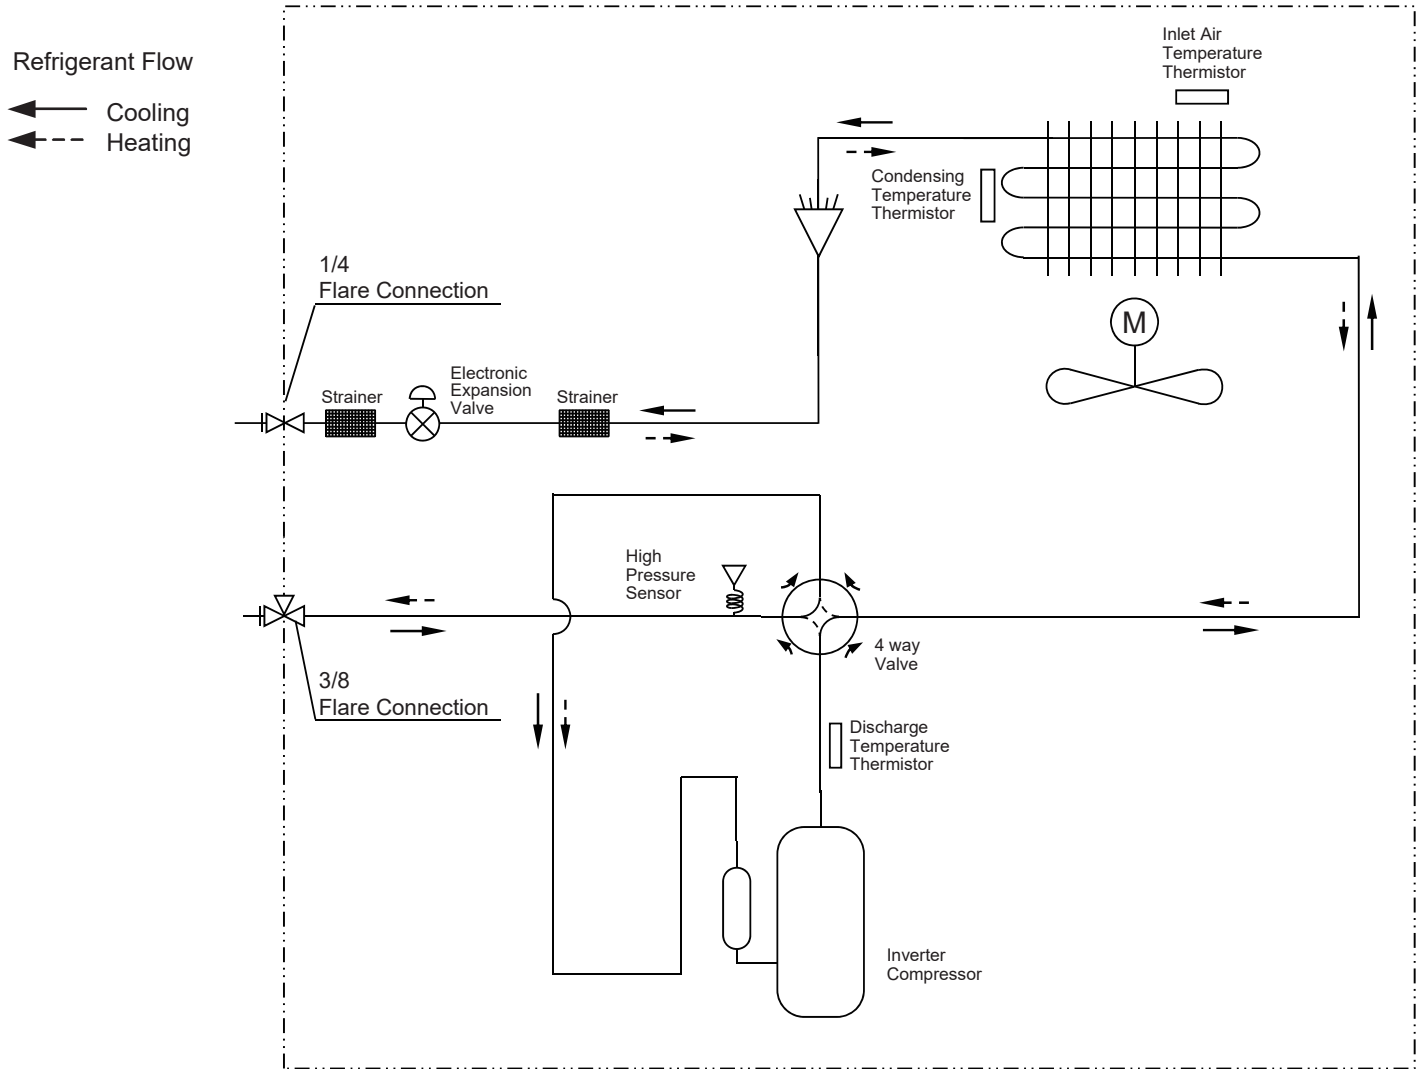 Refrigerant Flow
Cooling
Heating
Inlet Air
Temperature
Thermistor
Condensing
Temperature
Thermistor
1/4
Flare Connection
M
Strainer
Electronic
Expansion
Valve
Strainer
High
Pressure
Sensor
4 way
Valve
3/8
Flare Connection
Discharge
Temperature
Thermistor
Inverter
Compressor